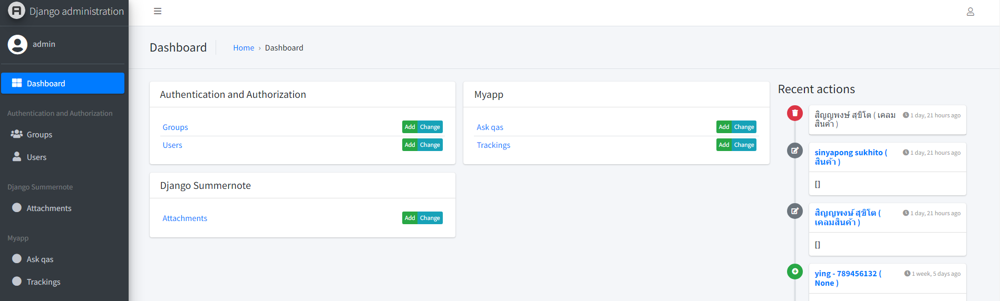 Django administration
admin
Dashboard
Authentication and Authorization
Groups
Users
Django Summernote
Attachments
Myapp
Ask qas
Trackings
Dashboard
Home › Dashboard
Authentication and Authorization
Groups Add Change
Users Add Change
Myapp
Ask qas Add Change
Trackings Add Change
Django Summernote
Attachments Add Change
Recent actions
สิญญพงษ์ สุขิโต ( เคลม 1 day, 21 hours ago
สินค้า )
sinyapong sukhito ( 1 day, 21 hours ago
สินค้า )
[]
สิญญพงษ์ สุขิโต ( 1 day, 21 hours ago
เคลมสินค้า )
[]
ying - 789456132 ( 1 week, 5 days ago
None )